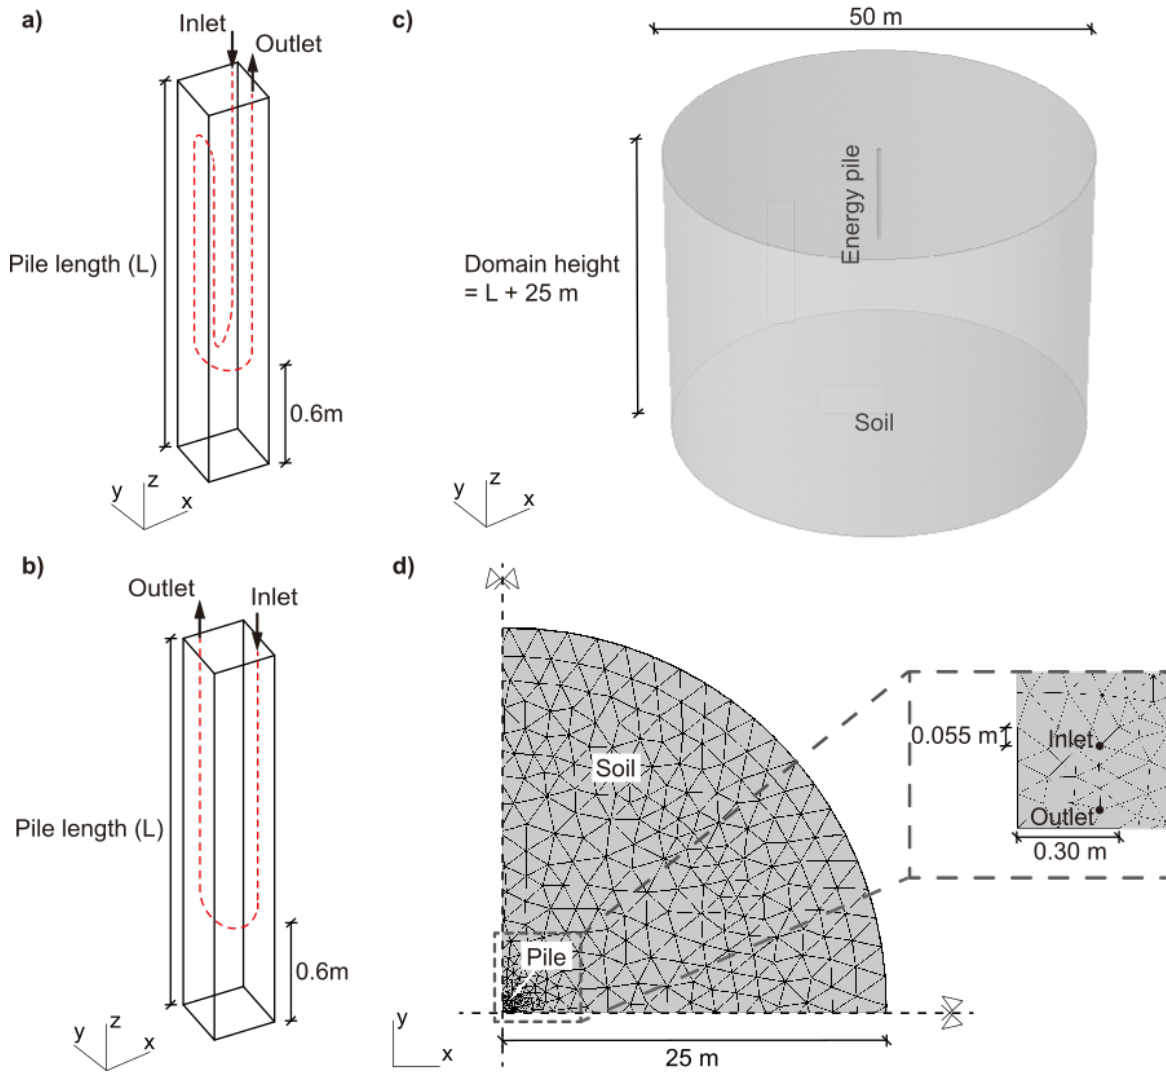 a)
Inlet
Outlet
Pile length (L)
0.6m
z
y
x
c)
50 m
Energy pile
Domain height
= L + 25 m
Soil
z
y
x
b)
Outlet
Inlet
Pile length (L)
0.6m
z
y
x
d)
Soil
Pile
0.055 m
Inlet
Outlet
0.30 m
y
x
25 m